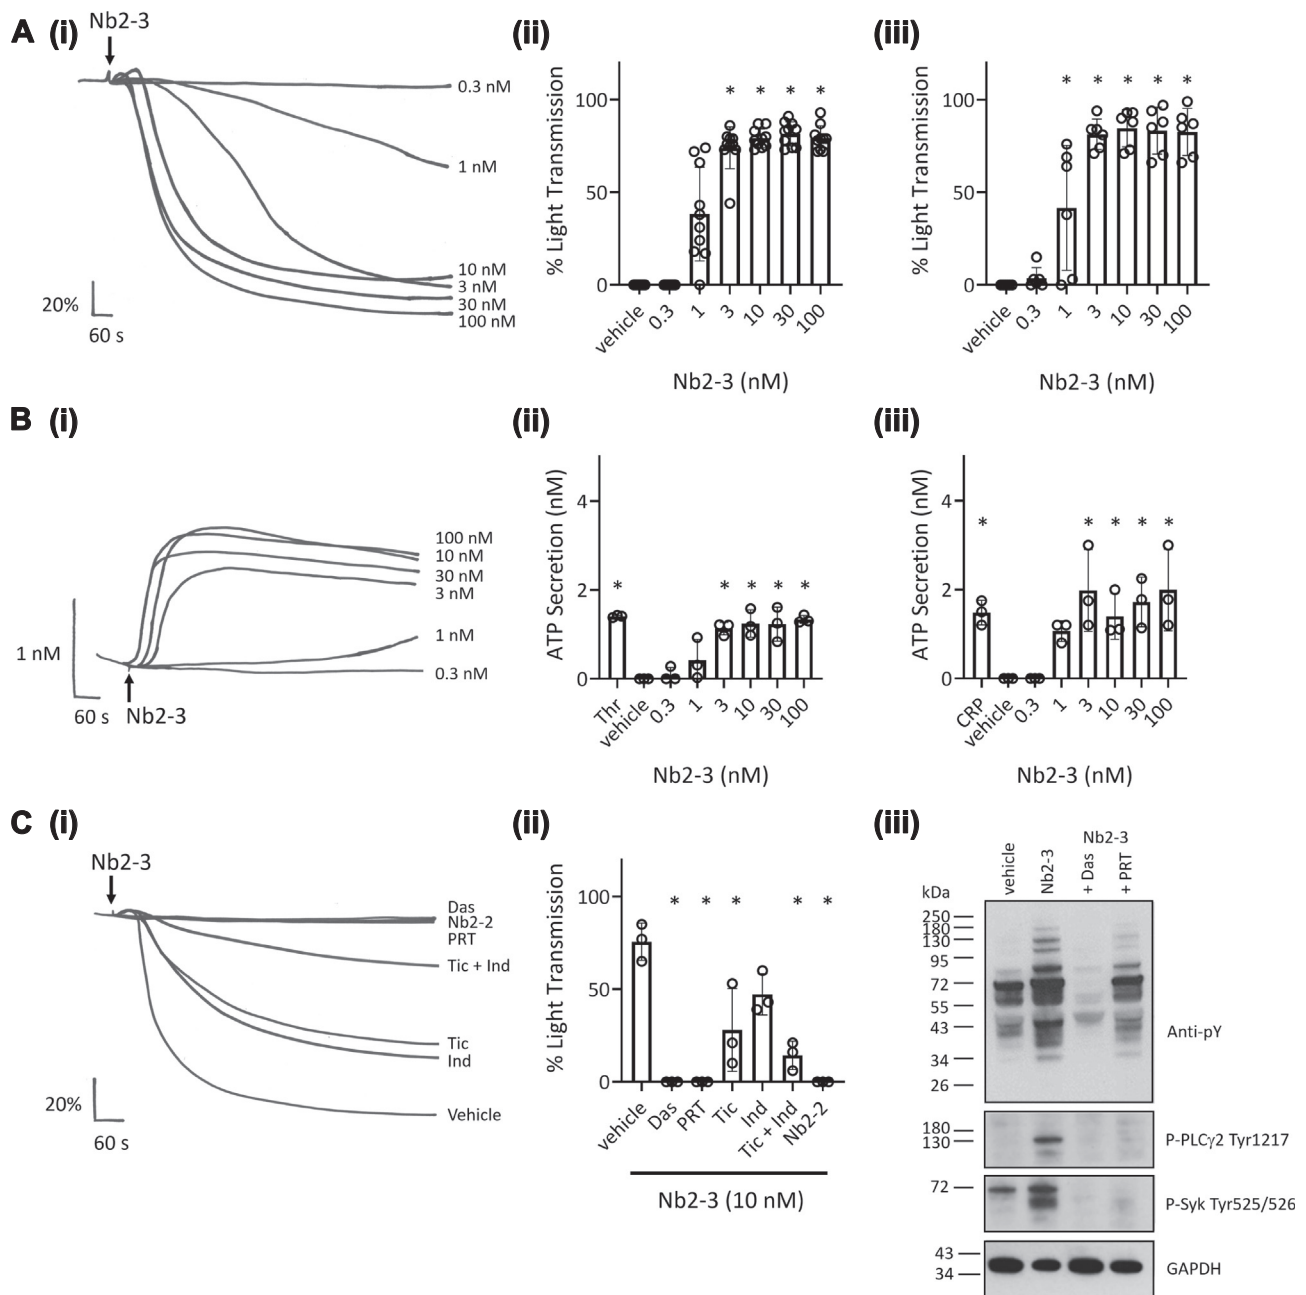 A (i)
Nb2-3
0.3 nM
1 nM
10 nM
3 nM
30 nM
100 nM
20%
60 s
(ii)
% Light Transmission
100
50
0
* * * *
vehicle 0.3 1 3 10 30 100
Nb2-3 (nM)
(iii)
% Light Transmission
100
50
0
* * * * *
vehicle 0.3 1 3 10 30 100
Nb2-3 (nM)
B (i)
100 nM
10 nM
30 nM
3 nM
1 nM
0.3 nM
1 nM
60 s
Nb2-3
(ii)
ATP Secretion (nM)
4
2
0
* * * * *
Thr vehicle 0.3 1 3 10 30 100
Nb2-3 (nM)
(iii)
ATP Secretion (nM)
4
2
0
* * * * *
CRP vehicle 0.3 1 3 10 30 100
Nb2-3 (nM)
C (i)
Nb2-3
Das
Nb2-2
PRT
Tic + Ind
Tic
Ind
Vehicle
20%
60 s
(ii)
% Light Transmission
100
50
0
* * * * *
vehicle Das PRT Tic Ind Tic + Ind Nb2-2
Nb2-3 (10 nM)
(iii)
Nb2-3
vehicle Nb2-3 + Das + PRT
kDa
250
180
130
95
72
55
43
34
26
Anti-pY
180
130
P-PLCγ2 Tyr1217
72
P-Syk Tyr525/526
43
34
GAPDH